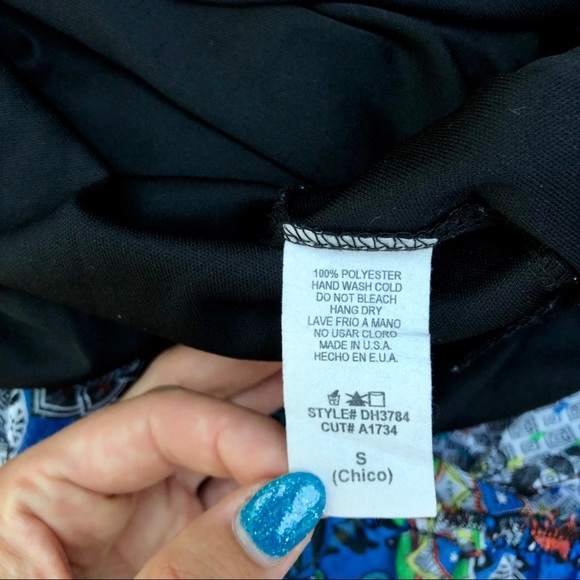 100% POLYESTER
HAND WASH COLD
DO NOT BLEACH
HANG DRY
LAVE FRIO A MANO
NO USAR CLORO
MADE IN U.S.A.
HECHO EN E.U.A.
STYLE# DH3784
CUT# A1734
S
(Chico)